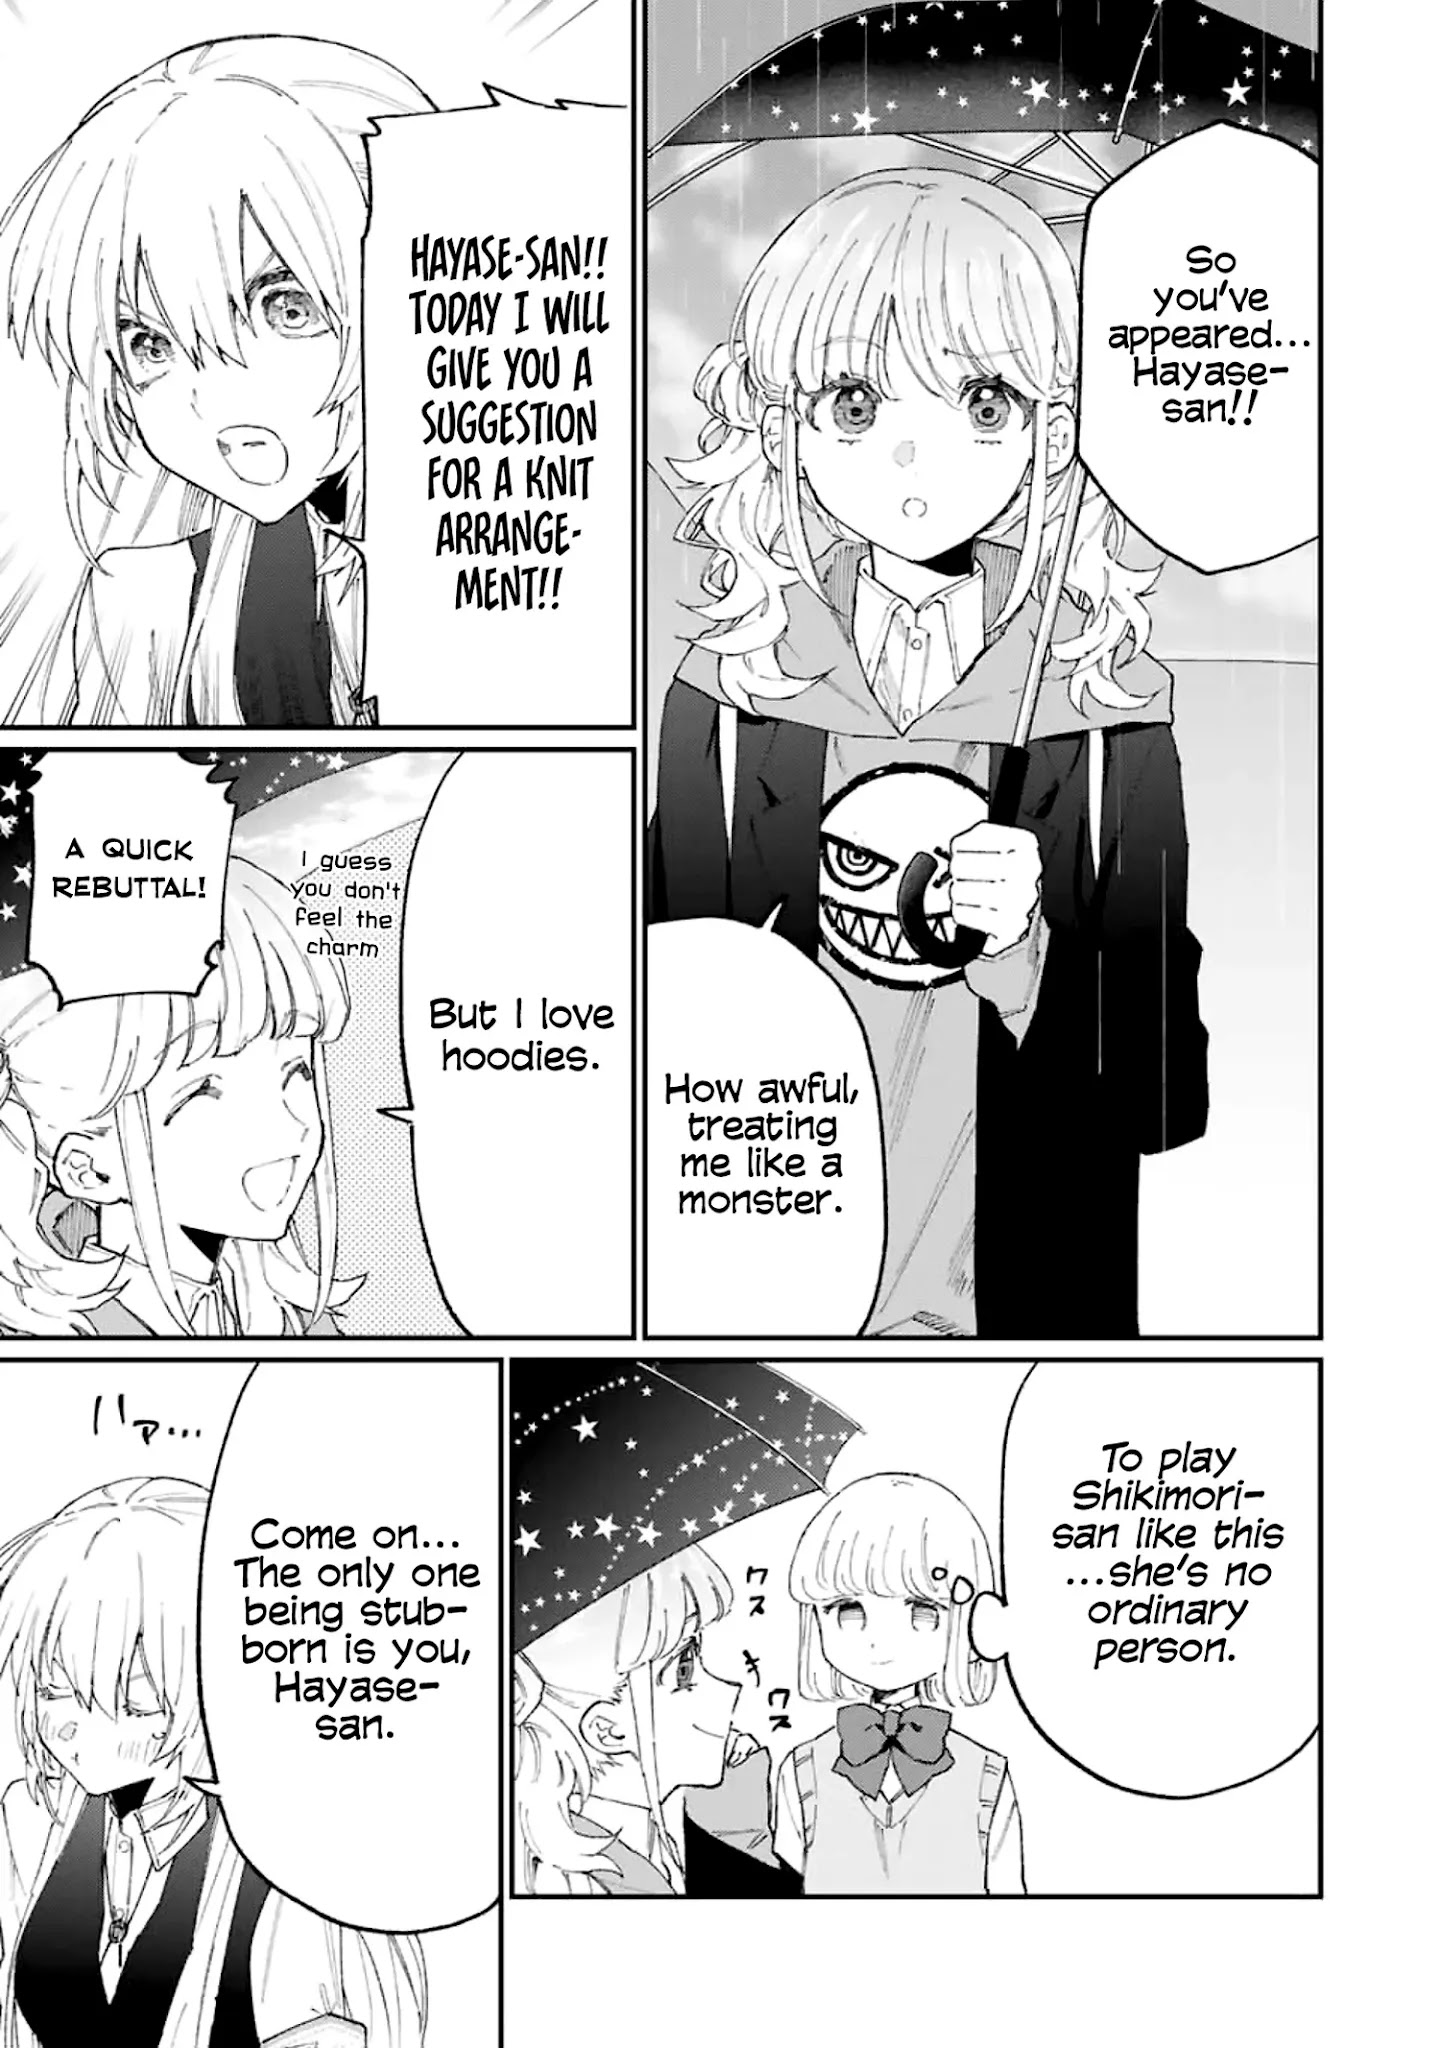 So
you've
appeared...
Hayase-
san!!
How awful,
treating
me like a
monster.
HAYASE-SAN!!
TODAY I WILL
GIVE YOU A
SUGGESTION
FOR A KNIT
ARRANGE-
MENT!!
But I love
hoodies.
I guess
you don't
feel the
charm
A QUICK
REBUTTAL!
To play
Shikimori-
san like this
...she's no
ordinary
person.
クス
キ
クス
Come on...
The only one
being stub-
born is you,
Hayase-
san.
ハァ...